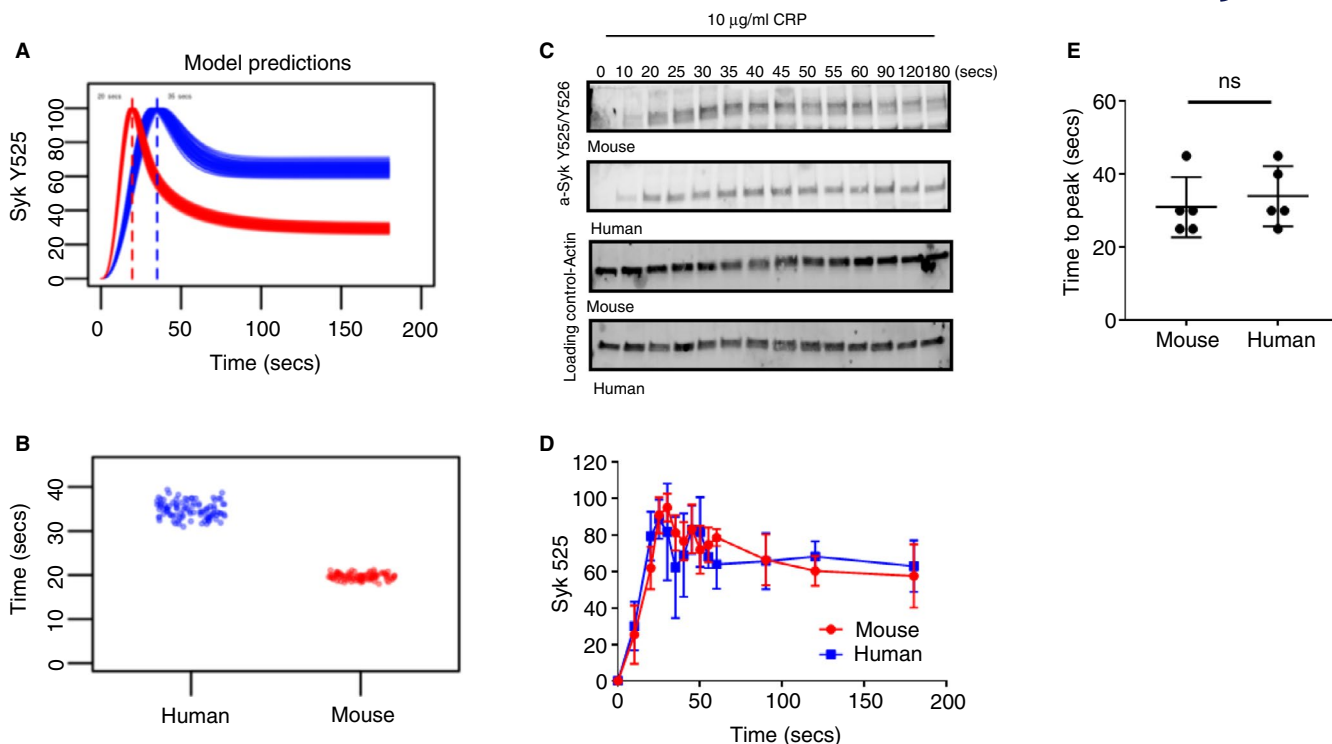 A
Model predictions
20 secs
35 secs
Syk Y525
0 20 40 60 80 100
0 50 100 150 200
Time (secs)
B
Time (secs)
0 10 20 30 40
Human Mouse
C
10 µg/ml CRP
0 10 20 25 30 35 40 45 50 55 60 90 120 180 (secs)
a-Syk Y525/Y526
Mouse
Human
Loading control-Actin
Mouse
Human
D
Syk 525
120
100
80
60
40
20
0
Mouse
Human
0 50 100 150 200
Time (secs)
E
ns
Time to peak (secs)
60
40
20
0
Mouse Human